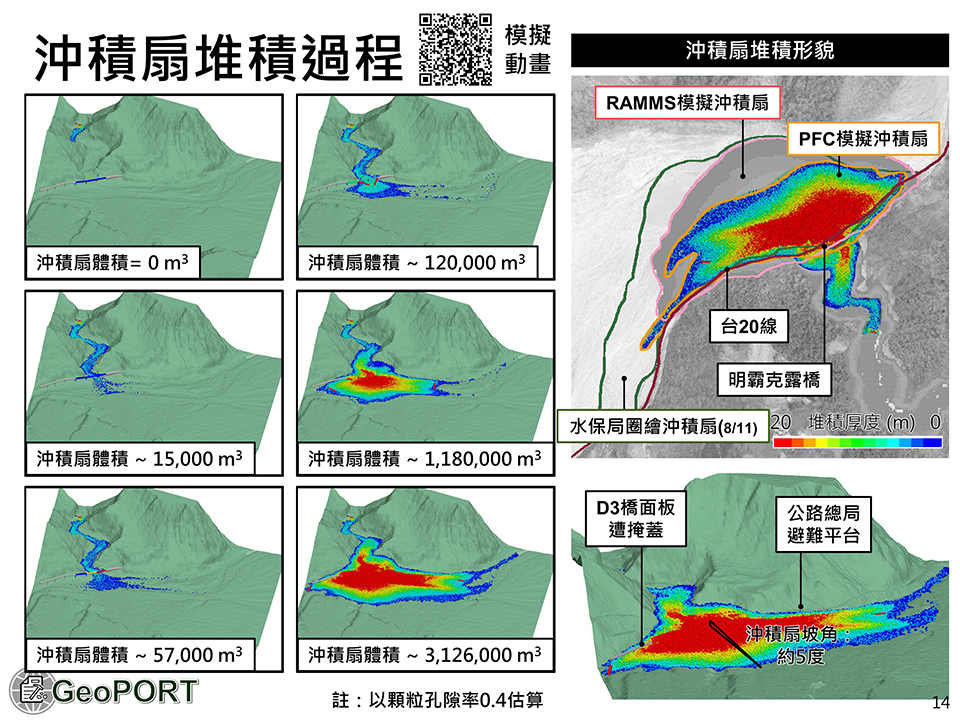 沖積扇堆積過程
模擬
動畫
沖積扇體積= 0 m³
沖積扇體積 ~ 120,000 m³
沖積扇體積 ~ 15,000 m³
沖積扇體積 ~ 1,180,000 m³
沖積扇體積 ~ 57,000 m³
沖積扇體積 ~ 3,126,000 m³
沖積扇堆積形貌
RAMMS模擬沖積扇
PFC模擬沖積扇
台20線
明霸克露橋
水保局圈繪沖積扇(8/11)
20 堆積厚度 (m) 0
D3橋面板
遭掩蓋
公路總局
避難平台
沖積扇坡角：
約5度
GeoPORT
註：以顆粒孔隙率0.4估算
14